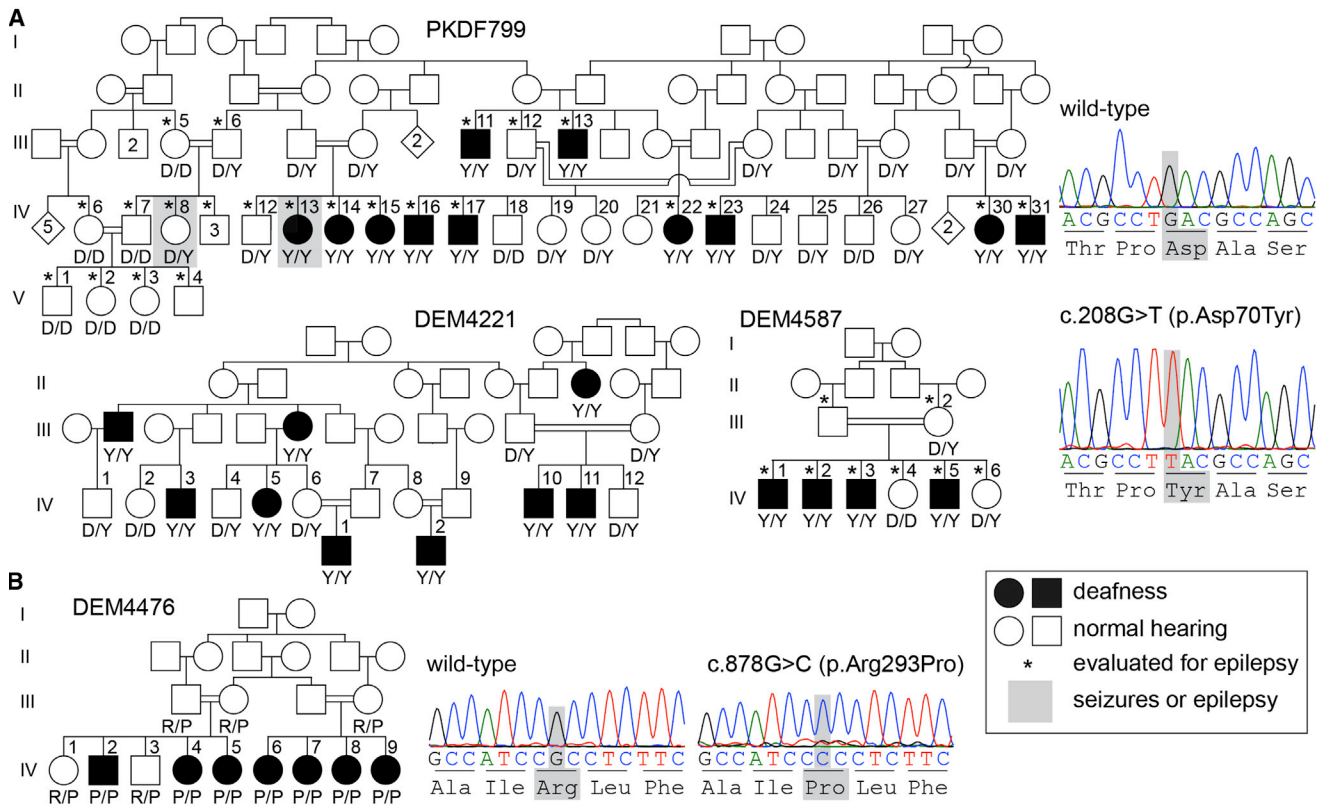 A
PKDF799
I
II
III
IV
V
* 5 * 6 * 11 * 12 * 13
2 2
D/D D/Y D/Y D/Y Y/Y D/Y Y/Y D/Y D/Y D/Y D/Y D/Y
* 6 * 7 * 8 * * 12 * 13 * 14 * 15 * 16 * 17 18 19 20 21 * 22 * 23 24 25 26 27 * 30 * 31
5 3 2
D/D D/D D/Y D/Y Y/Y Y/Y Y/Y Y/Y Y/Y D/D D/Y D/Y Y/Y Y/Y D/Y D/Y D/D D/Y Y/Y Y/Y
* 1 * 2 * 3 * 4
D/D D/D D/D
wild-type
ACGCCTGACGCCAGC
Thr Pro Asp Ala Ser
c.208G>T (p.Asp70Tyr)
ACGCCTTACGCCAGC
Thr Pro Tyr Ala Ser
DEM4221
II
III
IV
Y/Y
Y/Y Y/Y D/Y D/Y
1 2 3 4 5 6 7 8 9 10 11 12
D/Y D/D Y/Y D/Y Y/Y D/Y Y/Y Y/Y D/Y
1 2
Y/Y Y/Y
DEM4587
I
II
III
IV
* * 2
D/Y
* 1 * 2 * 3 * 4 * 5 * 6
Y/Y Y/Y Y/Y D/D Y/Y D/Y
B
DEM4476
I
II
III
IV
R/P R/P R/P
1 2 3 4 5 6 7 8 9
R/P P/P R/P P/P P/P P/P P/P P/P P/P
wild-type
GCCATCCGCCTCTTC
Ala Ile Arg Leu Phe
c.878G>C (p.Arg293Pro)
GCCATCCCCCTCTTC
Ala Ile Pro Leu Phe
deafness
normal hearing
* evaluated for epilepsy
seizures or epilepsy